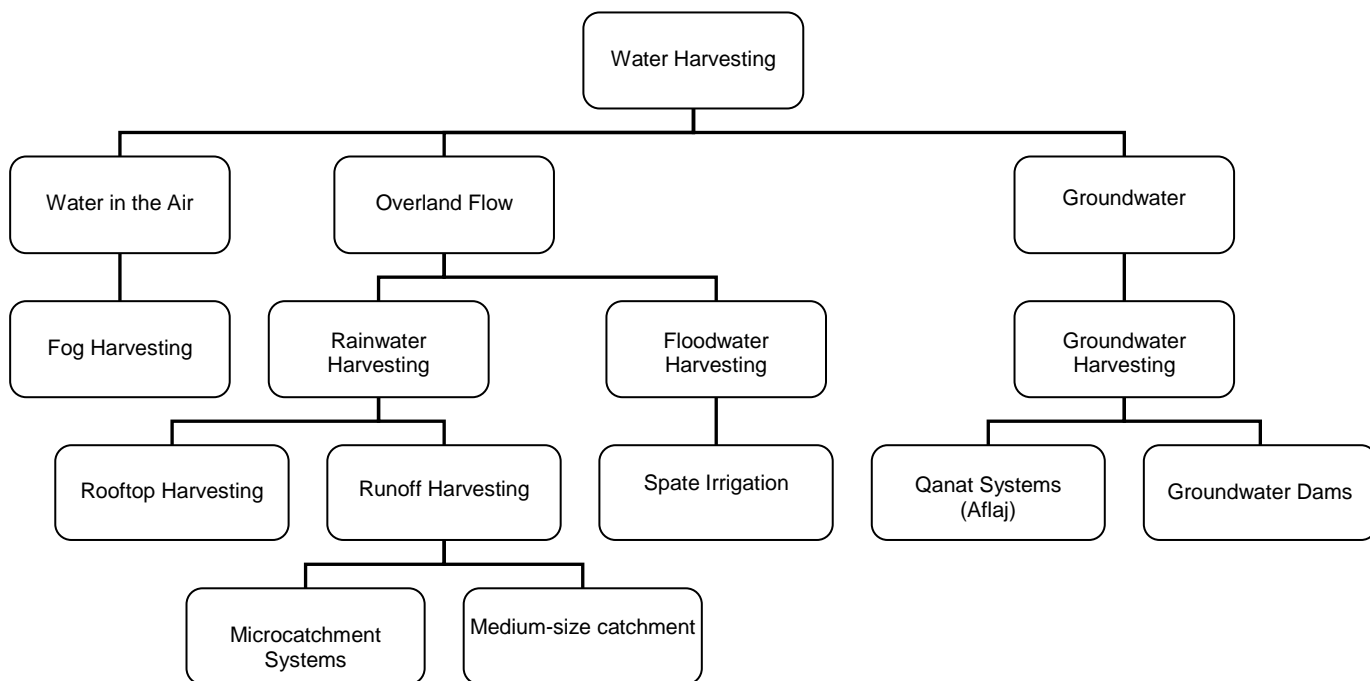 Water Harvesting
Water in the Air
Overland Flow
Groundwater
Fog Harvesting
Rainwater
Harvesting
Floodwater
Harvesting
Groundwater
Harvesting
Rooftop Harvesting
Runoff Harvesting
Spate Irrigation
Qanat Systems
(Aflaj)
Groundwater Dams
Microcatchment
Systems
Medium-size catchment